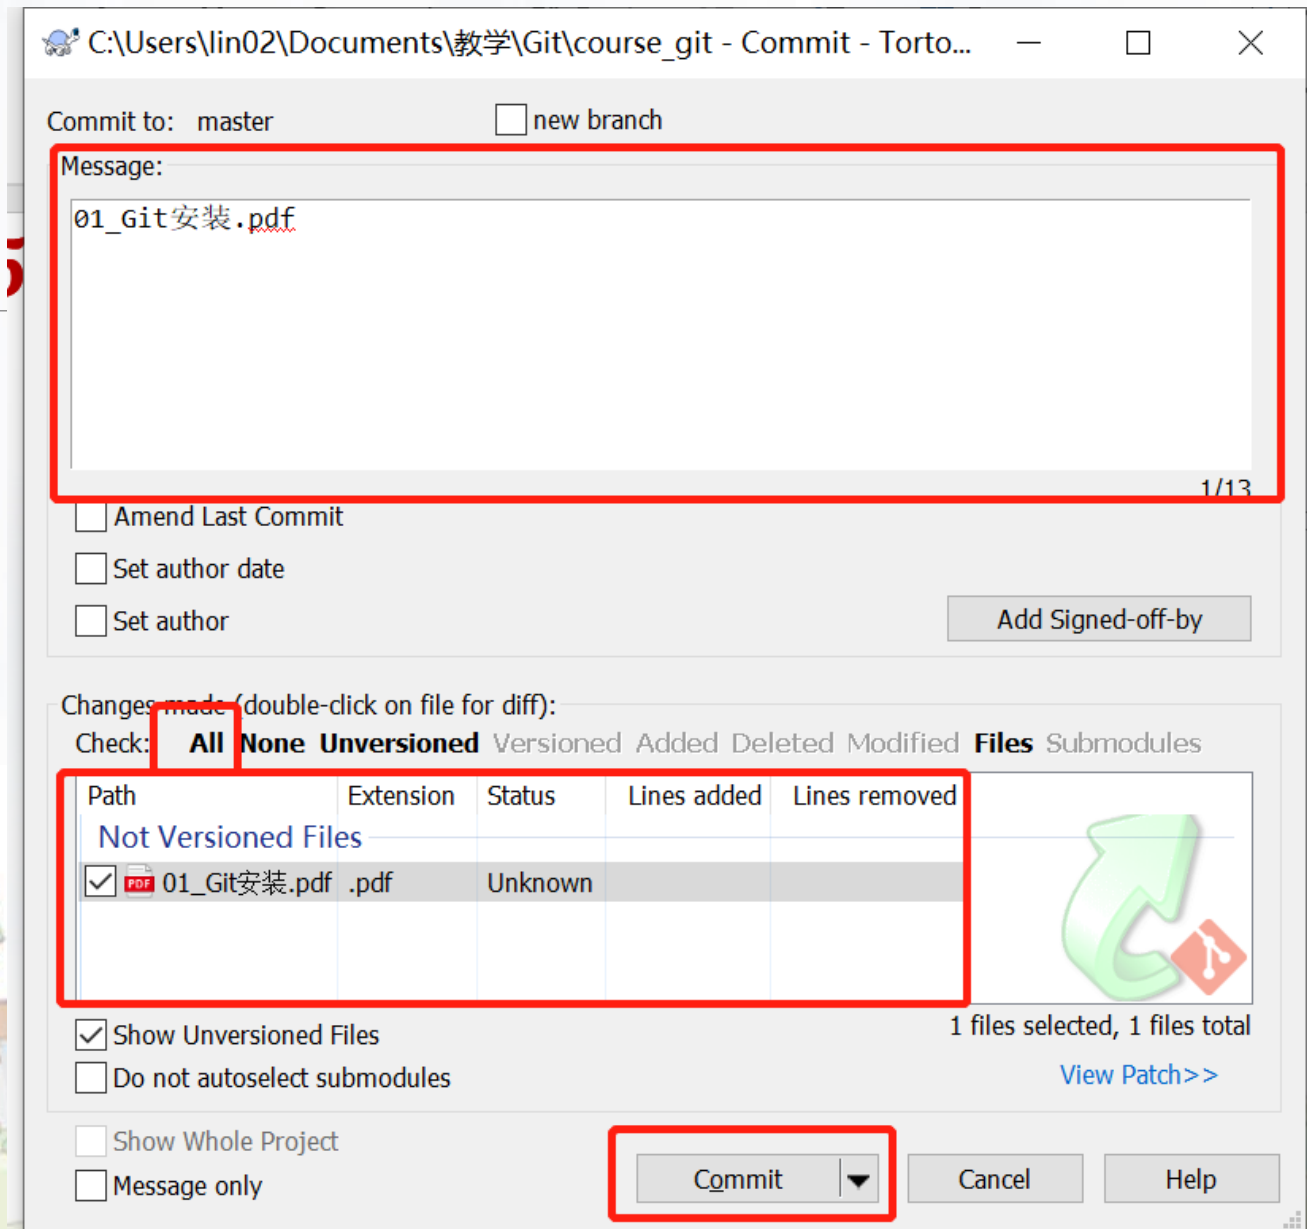 C:\Users\lin02\Documents\教学\Git\course_git - Commit - Torto...
Commit to: master new branch
Message:
01_Git安装.pdf
1/13
Amend Last Commit
Set author date
Set author Add Signed-off-by
Changes made (double-click on file for diff):
Check: All None Unversioned Versioned Added Deleted Modified Files Submodules
Path Extension Status Lines added Lines removed
Not Versioned Files
PDF 01_Git安装.pdf .pdf Unknown
Show Unversioned Files 1 files selected, 1 files total
Do not autoselect submodules View Patch>>
Show Whole Project
Message only Commit Cancel Help